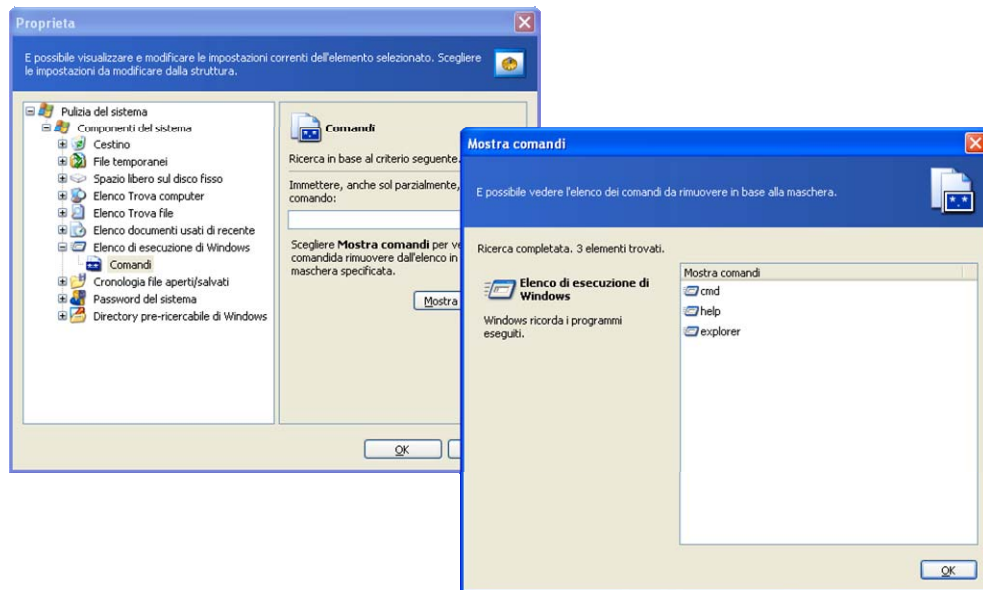 Proprieta
E possibile visualizzare e modificare le impostazioni correnti dell'elemento selezionato. Scegliere
le impostazioni da modificare dalla struttura.
Pulizia del sistema
Componenti del sistema
Cestino
File temporanei
Spazio libero sul disco fisso
Elenco Trova computer
Elenco Trova file
Elenco documenti usati di recente
Elenco di esecuzione di Windows
Comandi
Cronologia file aperti/salvati
Password del sistema
Directory pre-ricercabile di Windows
Comandi
Ricerca in base al criterio seguente.
Immettere, anche sol parzialmente,
comando:
Scegliere Mostra comandi per ve
comandida rimuovere dall'elenco in
maschera specificata.
Mostra
OK
Mostra comandi
E possibile vedere l'elenco dei comandi da rimuovere in base alla maschera.
Ricerca completata. 3 elementi trovati.
Elenco di esecuzione di
Windows
Windows ricorda i programmi
eseguiti.
Mostra comandi
cmd
help
explorer
OK